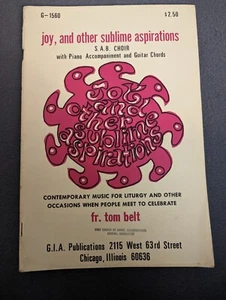 G-1560
$2.50
joy, and other sublime aspirations
S.A.B. CHOIR
with Piano Accompaniment and Guitar Chords
joy
and
other
sublime
aspirations
CONTEMPORARY MUSIC FOR LITURGY AND OTHER
OCCASIONS WHEN PEOPLE MEET TO CELEBRATE
fr. tom belt
G.I.A. Publications 2115 West 63rd Street
Chicago, Illinois 60636